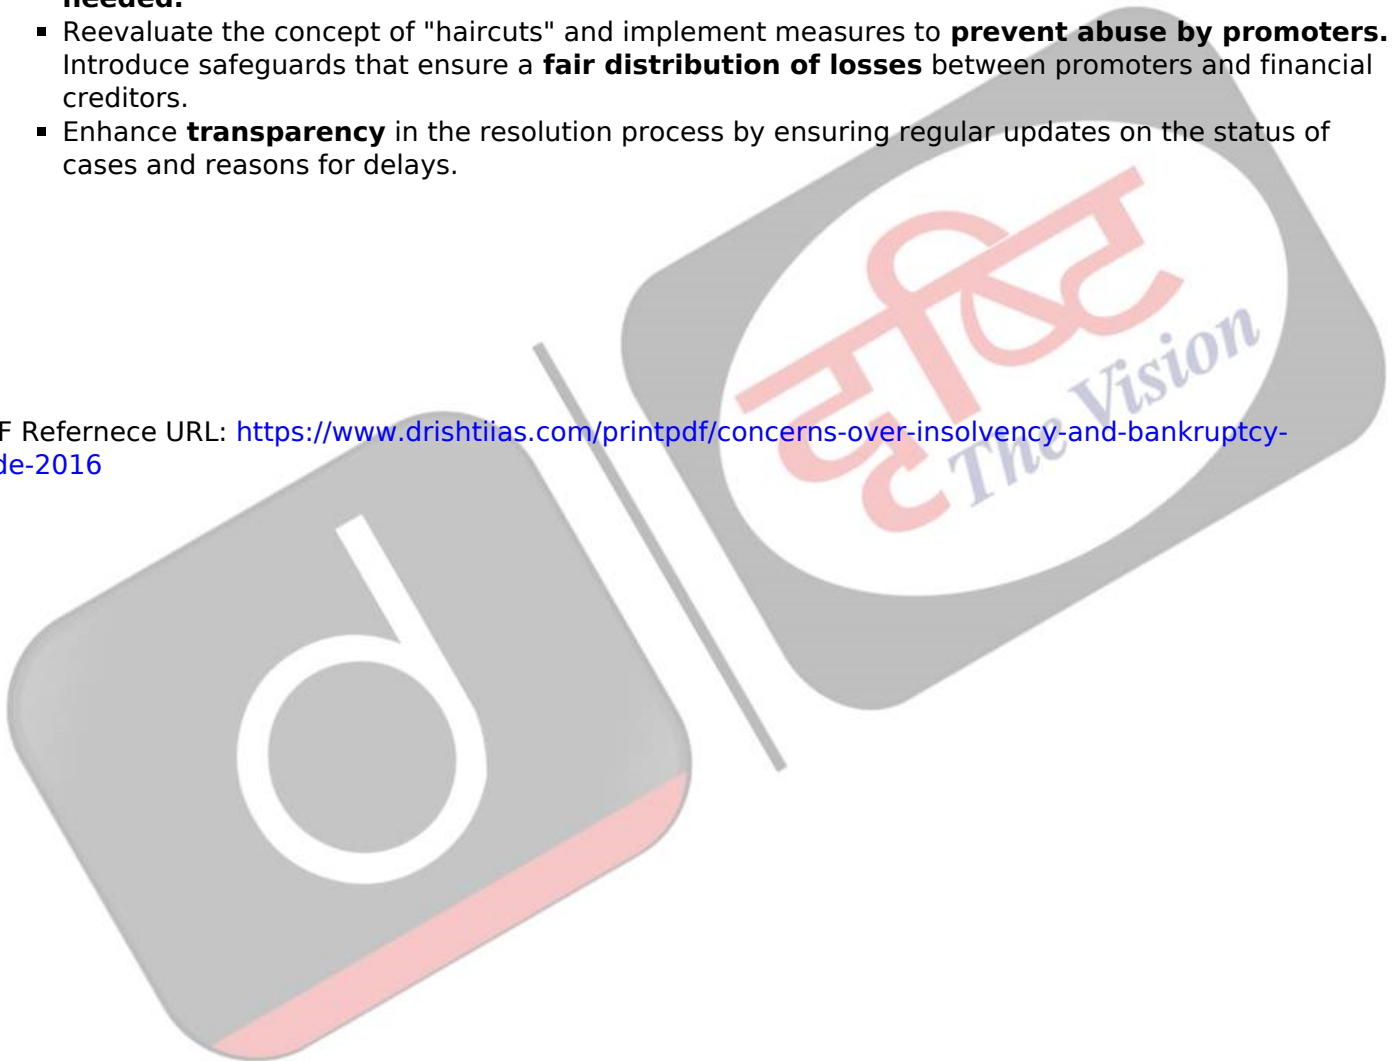 needed.
▪ Reevaluate the concept of "haircuts" and implement measures to prevent abuse by promoters.
Introduce safeguards that ensure a fair distribution of losses between promoters and financial
creditors.
▪ Enhance transparency in the resolution process by ensuring regular updates on the status of
cases and reasons for delays.
दृष्टि
The Vision
F Refernece URL: https://www.drishtiias.com/printpdf/concerns-over-insolvency-and-bankruptcy-
de-2016
d